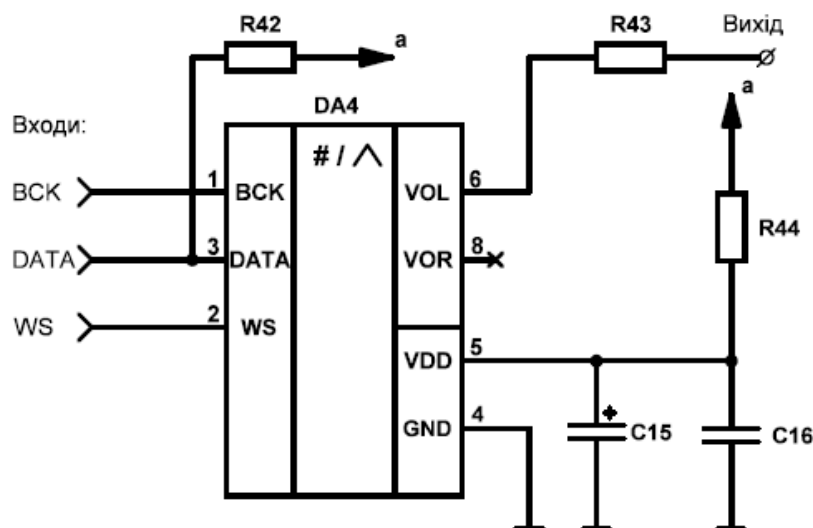 R42
R43
Вихід
a
a
DA4
Входи:
# / ᐱ
BCK
1
BCK
VOL
6
R44
DATA
3
DATA
VOR
8
WS
2
WS
VDD
5
GND
4
C15
C16